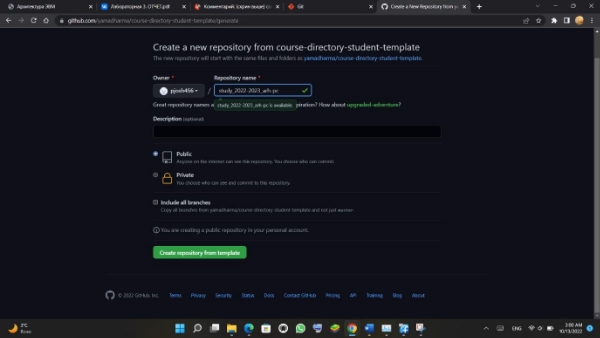 Архитектура ЭВМ
Лабораторная 3. ОТЧЕТ.pdf
Комментарий: (скриншоще) с
Git
Create a New Repository from y
github.com/yamadharma/course-directory-student-template/generate
Create a new repository from course-directory-student-template
The new repository will start with the same files and folders as yamadharma/course-directory-student-template.
Owner * Repository name *
pjosh456 / study_2022-2023_arh-pc
Great repository names a
study_2022-2023_arh-pc is available.
piration? How about upgraded-adventure?
Description (optional)
Public
Anyone on the internet can see this repository. You choose who can commit.
Private
You choose who can see and commit to this repository.
Include all branches
Copy all branches from yamadharma/course-directory-student-template and not just master.
You are creating a public repository in your personal account.
Create repository from template
© 2022 GitHub, Inc. Terms Privacy Security Status Docs Contact GitHub Pricing API Training Blog About
ENG
3:00 AM
10/13/2022